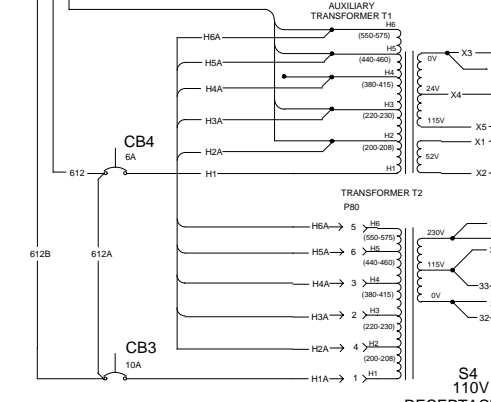 AUXILIARY
TRANSFORMER T1
H6
H6A
(550-575)
H5
X3
H5A
(440-460)
0V
H4
H4A
(380-415)
24V
X4
H3
H3A
(220-230)
115V
X5
H2
X1
CB4
6A
H2A
(200-208)
52V
612
H1
H1
X2
TRANSFORMER T2
P80
H6A
5
H6
230V
(550-575)
612B
612A
H5A
6
H5
(440-460)
115V
H4A
3
H4
33
(380-415)
0V
H3A
2
H3
32
(220-230)
CB3
H2A
4
H2
10A
(200-208)
H1A
1
H1
S4
110V